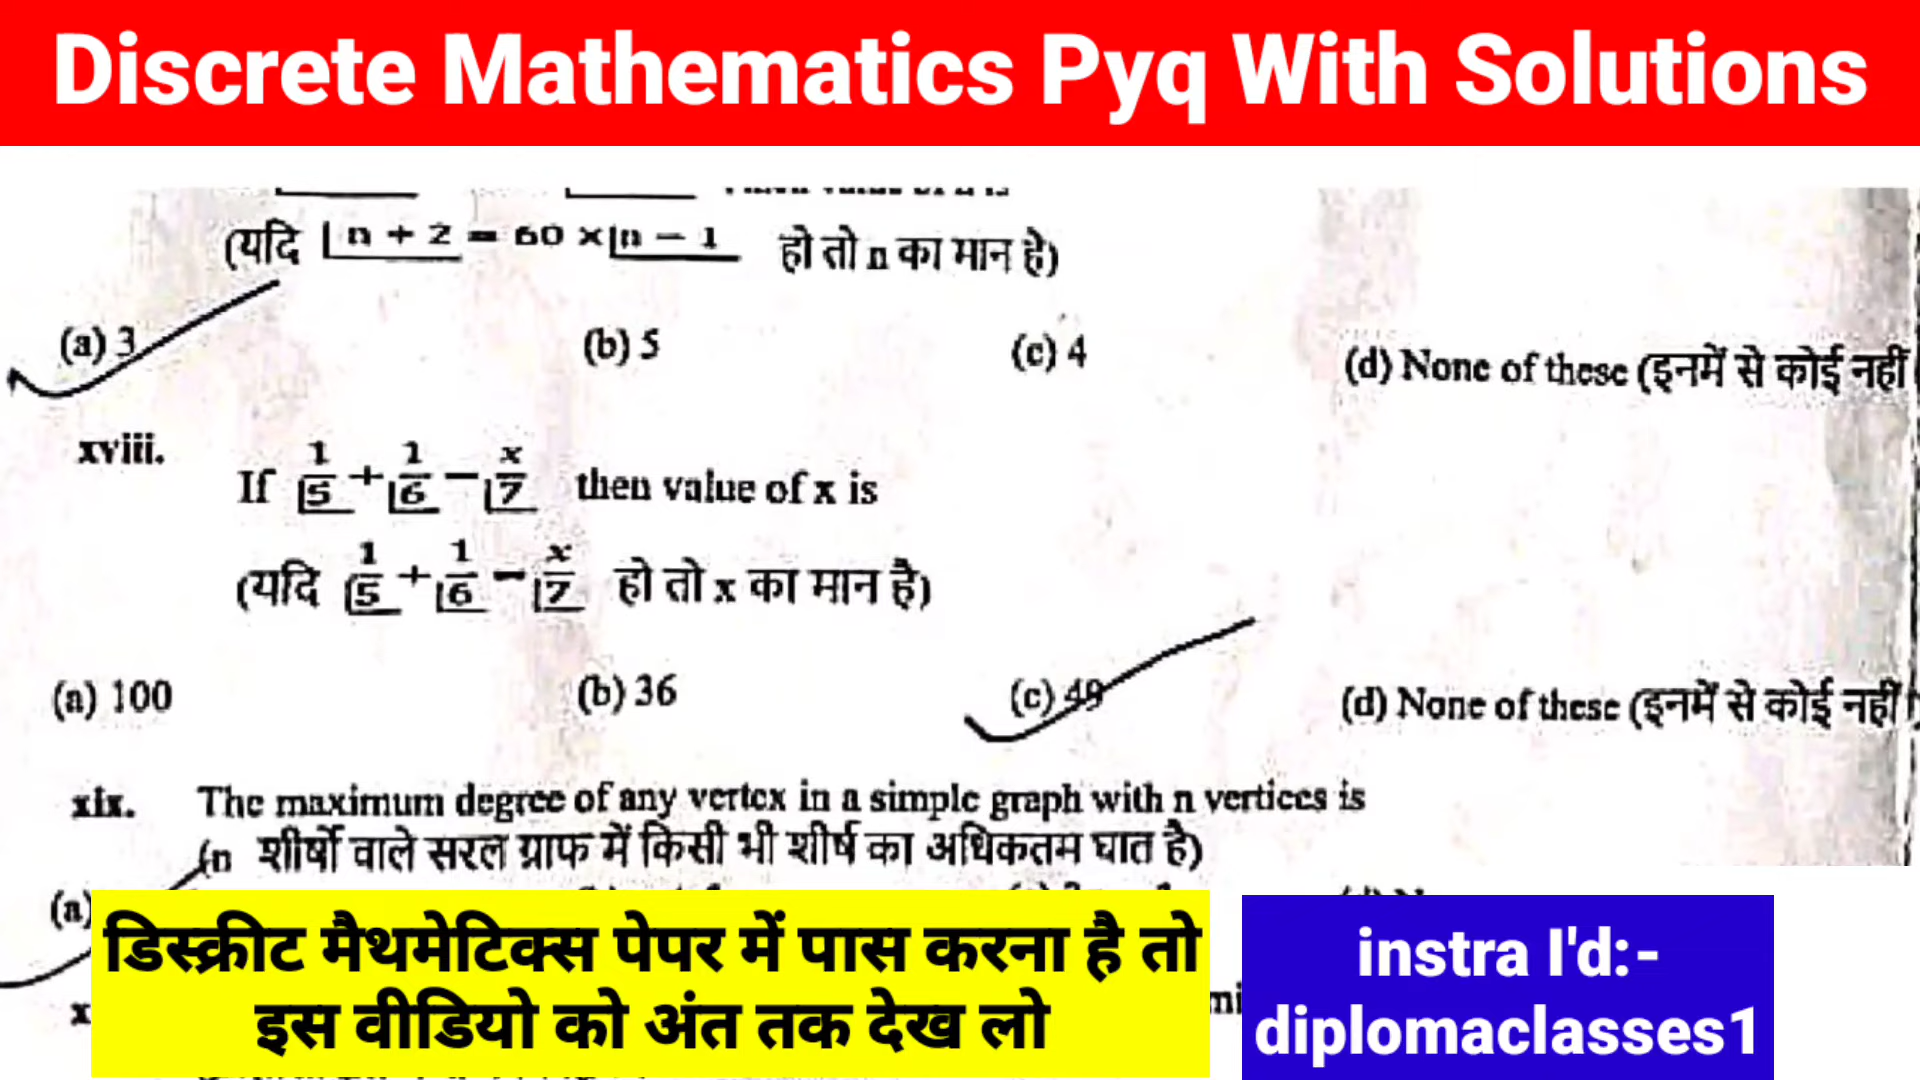 Discrete Mathematics Pyq With Solutions
(यदि |n + 2 = 60 × |n − 1 हो तो n का मान है)
(a) 3 (b) 5 (c) 4 (d) None of these (इनमें से कोई नहीं
xviii. If 1/|5 + 1/|6 − x/|7 then value of x is
(यदि 1/|5 + 1/|6 − x/|7 हो तो x का मान है)
(a) 100 (b) 36 (c) 49 (d) None of these (इनमें से कोई नहीं)
xix. The maximum degree of any vertex in a simple graph with n vertices is
(n शीर्षो वाले सरल ग्राफ में किसी भी शीर्ष का अधिकतम घात है)
(a)
डिस्क्रीट मैथमेटिक्स पेपर में पास करना है तो
इस वीडियो को अंत तक देख लो
instra I'd:-
diplomaclasses1